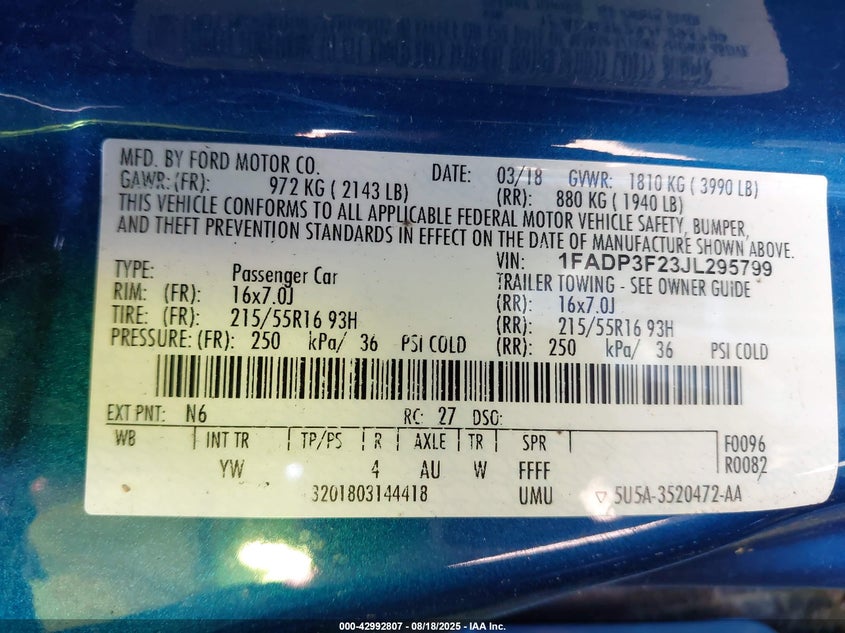 MFD. BY FORD MOTOR CO. DATE: 03/18 GVWR: 1810 KG ( 3990 LB)
GAWR: (FR): 972 KG ( 2143 LB) (RR): 880 KG ( 1940 LB)
THIS VEHICLE CONFORMS TO ALL APPLICABLE FEDERAL MOTOR VEHICLE SAFETY, BUMPER,
AND THEFT PREVENTION STANDARDS IN EFFECT ON THE DATE OF MANUFACTURE SHOWN ABOVE.
VIN: 1FADP3F23JL295799
TYPE: Passenger Car TRAILER TOWING - SEE OWNER GUIDE
RIM: (FR): 16x7.0J (RR): 16x7.0J
TIRE: (FR): 215/55R16 93H (RR): 215/55R16 93H
PRESSURE: (FR): 250 kPa/ 36 PSI COLD (RR): 250 kPa/ 36 PSI COLD
EXT PNT: N6 RC: 27 DSO:
WB INT TR TP/PS R AXLE TR SPR F0096
YW 4 AU W FFFF R0082
3201803144418 UMU 5U5A-3520472-AA
000-42992807 - 08/18/2025 - IAA Inc.